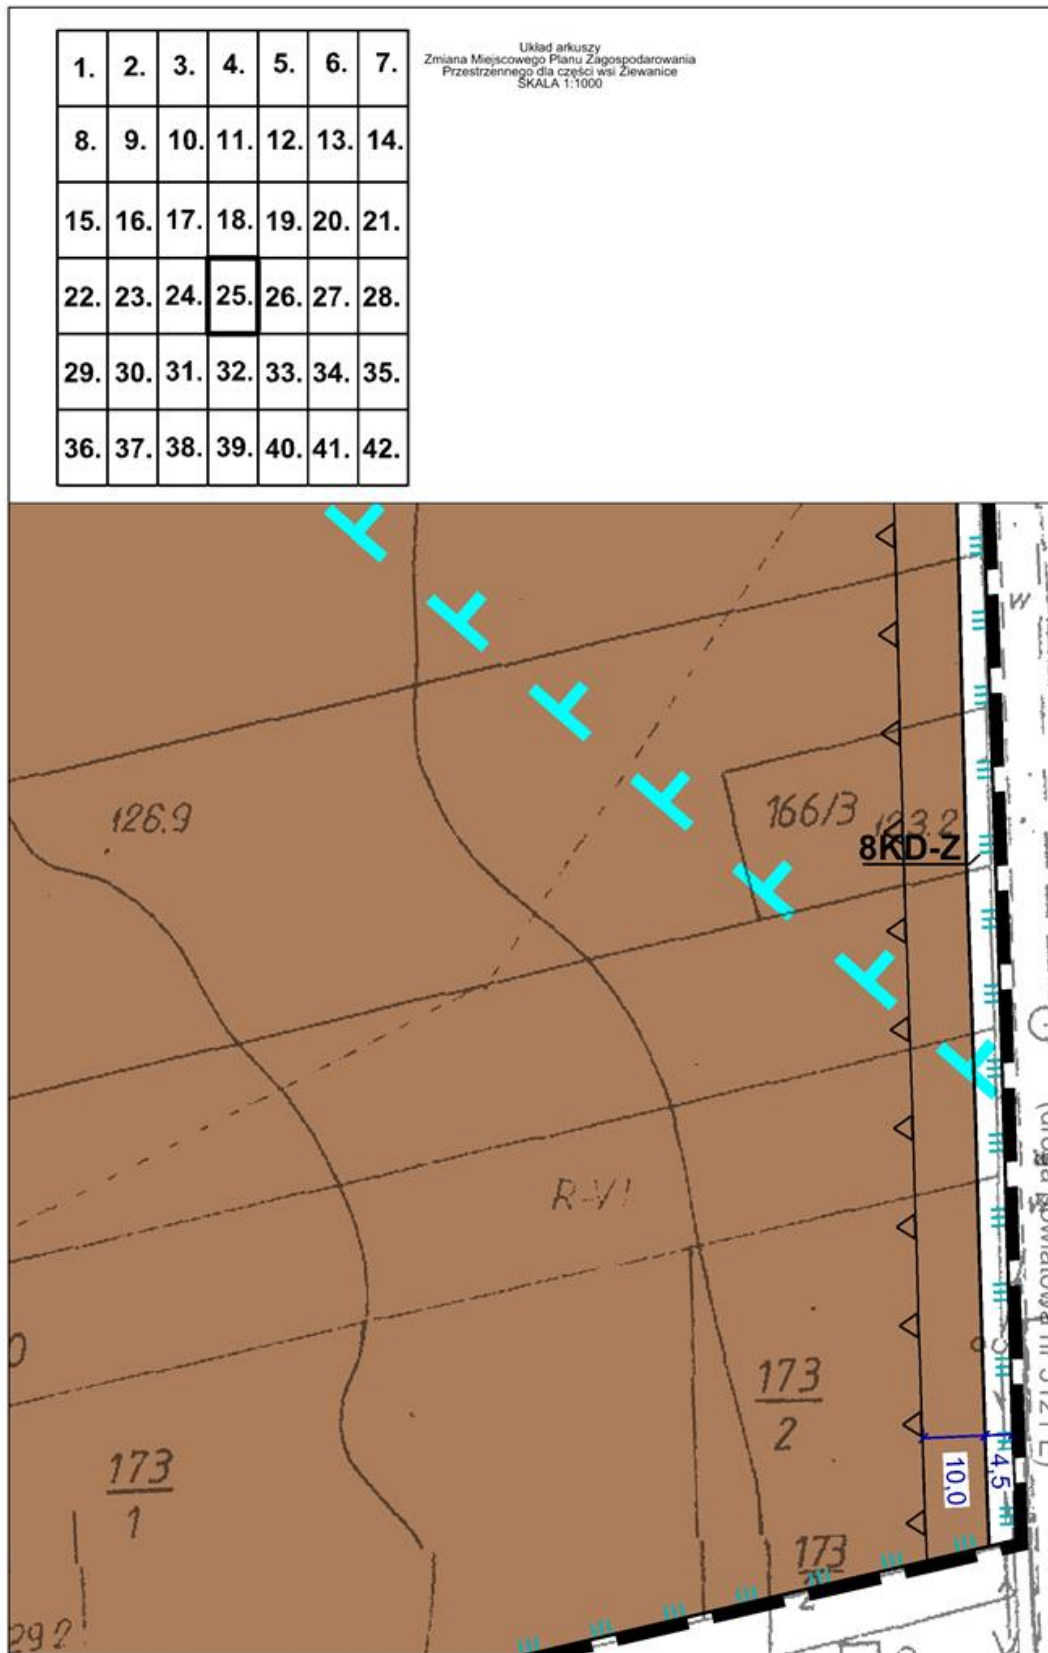 1. 2. 3. 4. 5. 6. 7.
8. 9. 10. 11. 12. 13. 14.
15. 16. 17. 18. 19. 20. 21.
22. 23. 24. 25. 26. 27. 28.
29. 30. 31. 32. 33. 34. 35.
36. 37. 38. 39. 40. 41. 42.
Układ arkuszy
Zmiana Miejscowego Planu Zagospodarowania
Przestrzennego dla części wsi Ziewanice
SKALA 1:1000
W
126.9
166/3
123.2
8KD-Z
R-VI
173
2
173
1
10,0
4,5
173
2